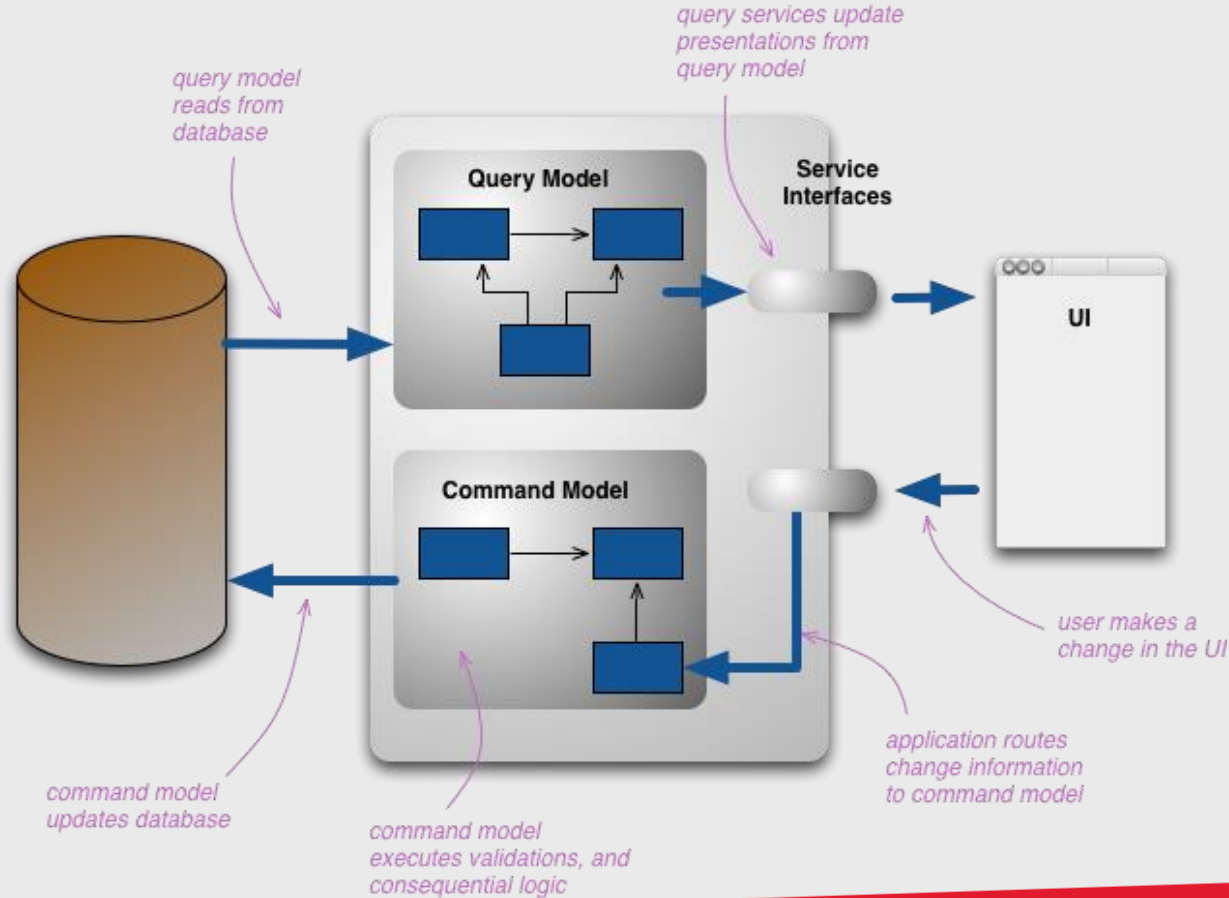 query services update
presentations from
query model
query model
reads from
database
Query Model
Service
Interfaces
UI
Command Model
user makes a
change in the UI
application routes
change information
to command model
command model
updates database
command model
executes validations, and
consequential logic